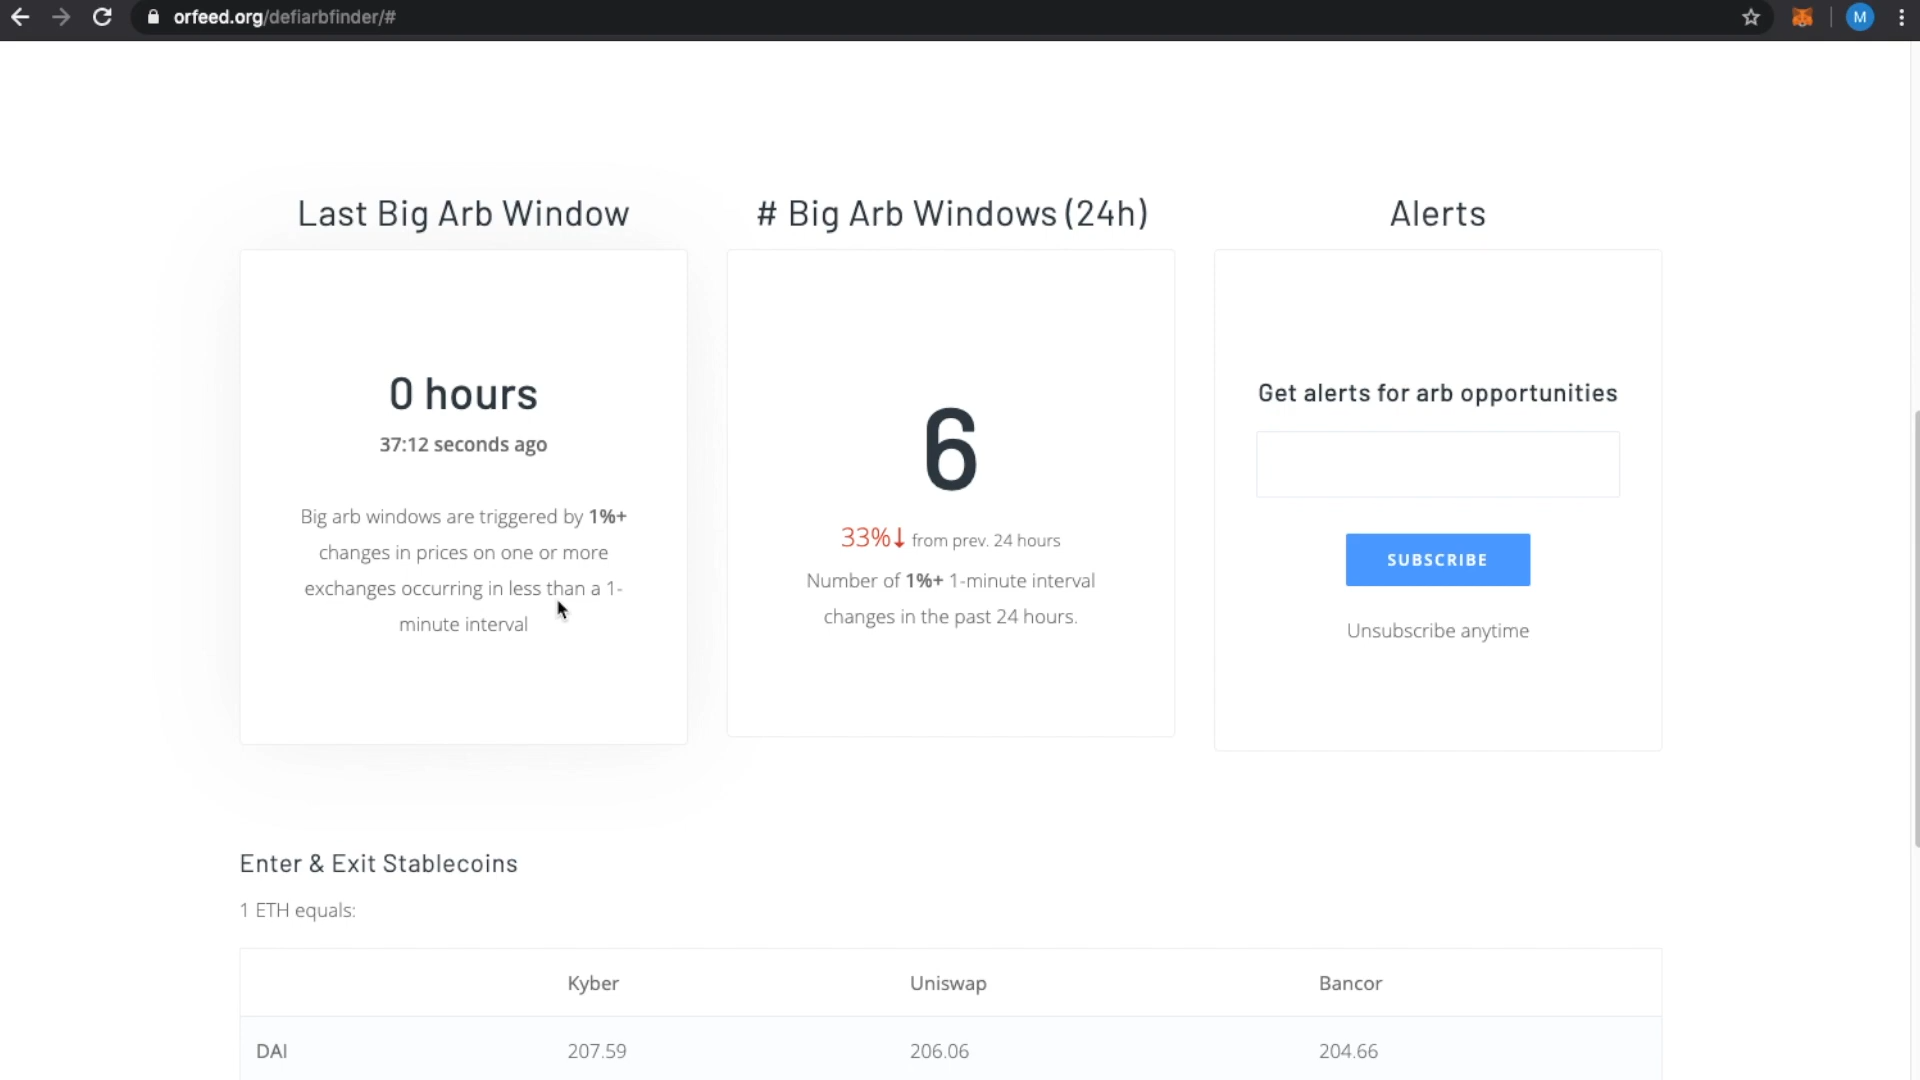 orfeed.org/defiarbfinder/#
M
Last Big Arb Window
# Big Arb Windows (24h)
Alerts
0 hours
37:12 seconds ago
Big arb windows are triggered by 1%+
changes in prices on one or more
exchanges occurring in less than a 1-
minute interval
6
33%↓ from prev. 24 hours
Number of 1%+ 1-minute interval
changes in the past 24 hours.
Get alerts for arb opportunities
SUBSCRIBE
Unsubscribe anytime
Enter & Exit Stablecoins
1 ETH equals:
Kyber Uniswap Bancor
DAI 207.59 206.06 204.66